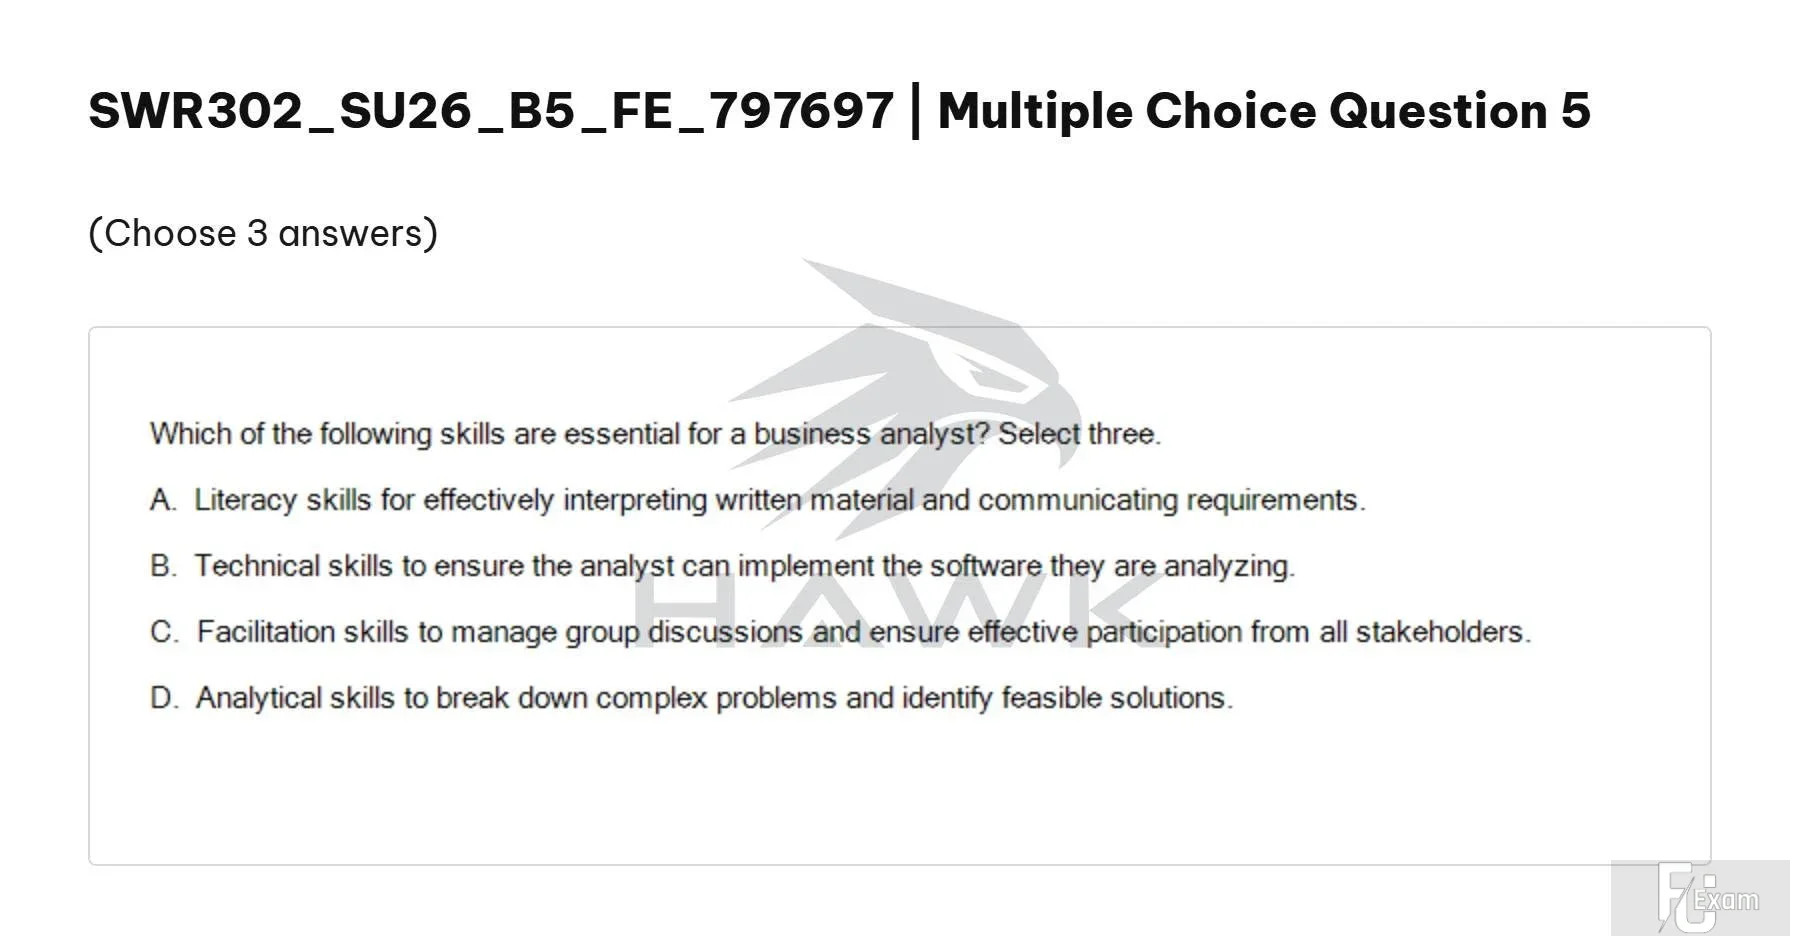 SWR302_SU26_B5_FE_797697 | Multiple Choice Question 5
(Choose 3 answers)
Which of the following skills are essential for a business analyst? Select three.
A. Literacy skills for effectively interpreting written material and communicating requirements.
B. Technical skills to ensure the analyst can implement the software they are analyzing.
HAWK
C. Facilitation skills to manage group discussions and ensure effective participation from all stakeholders.
D. Analytical skills to break down complex problems and identify feasible solutions.
FU Exam